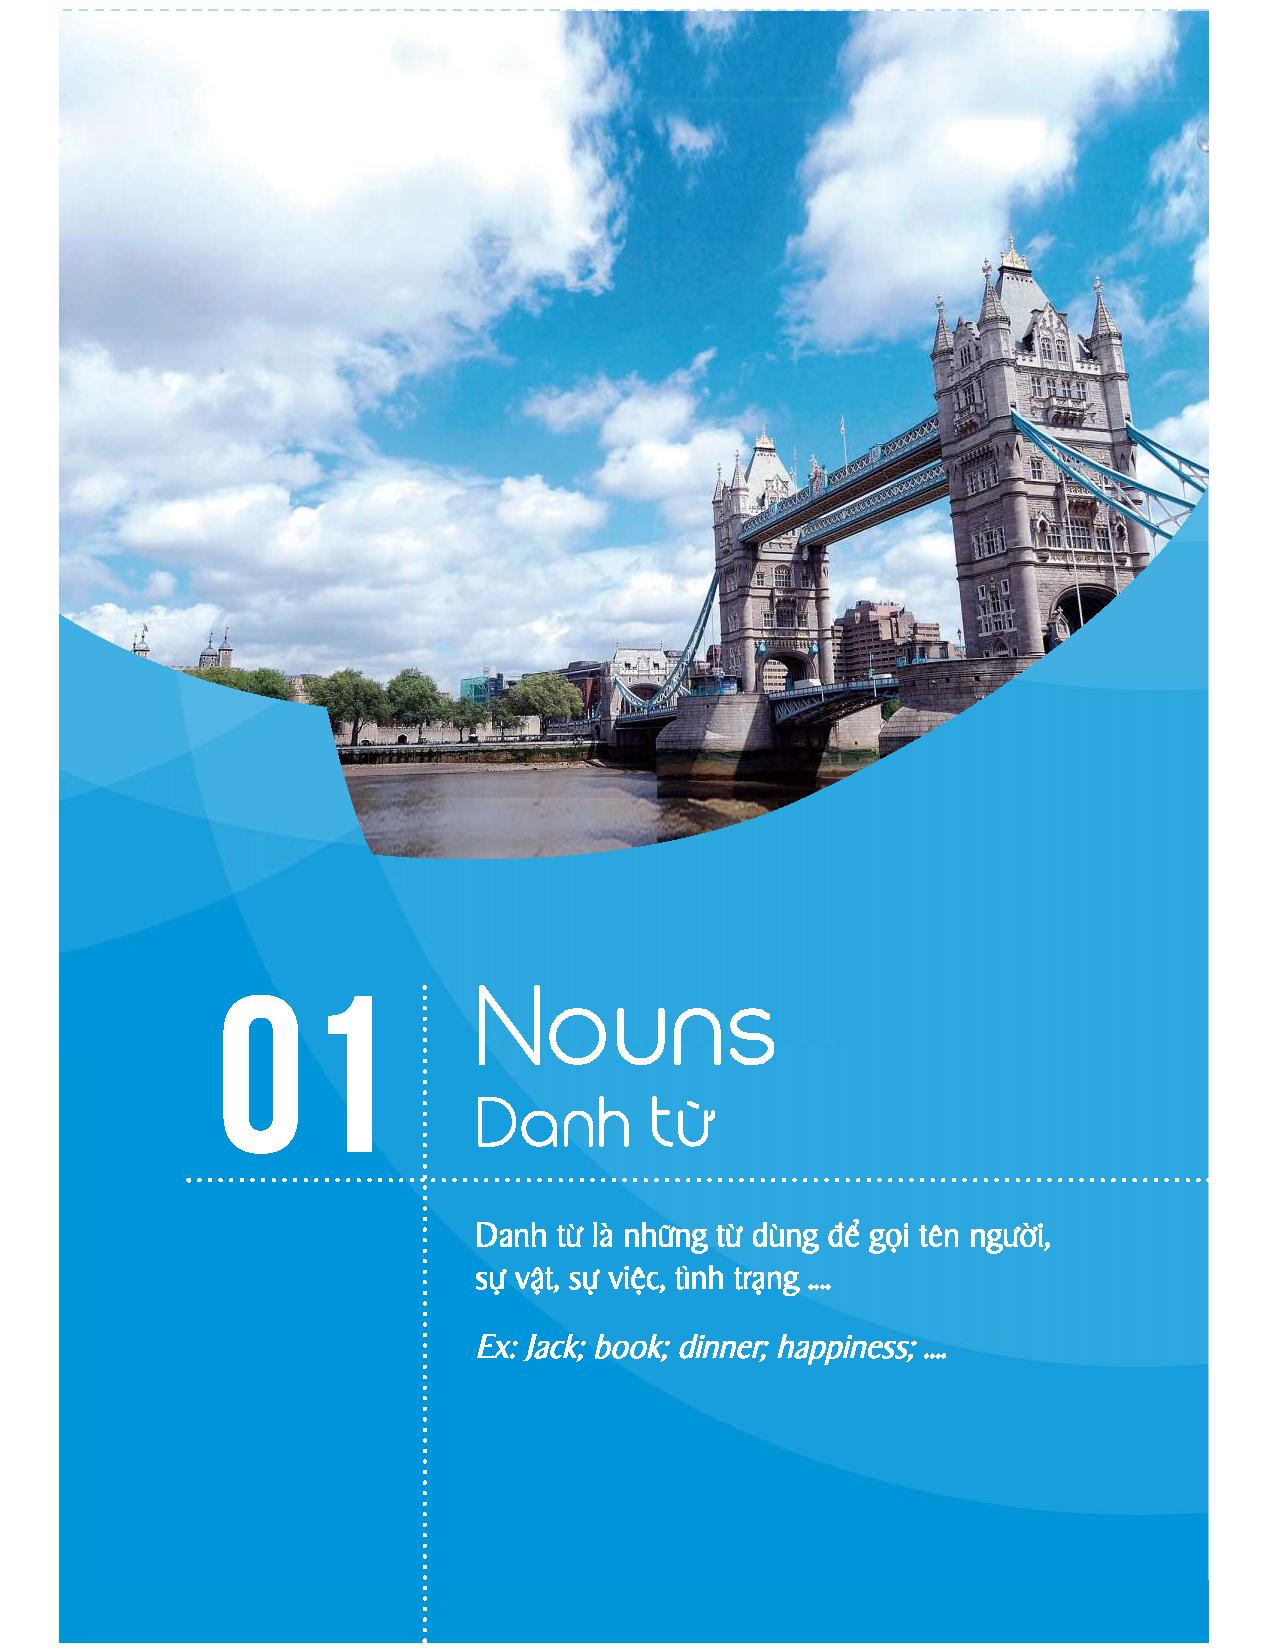 01
Nouns
Danh từ
Danh từ là những từ dùng để gọi tên người,
sự vật, sự việc, tình trạng ....
Ex: Jack; book; dinner; happiness; ....